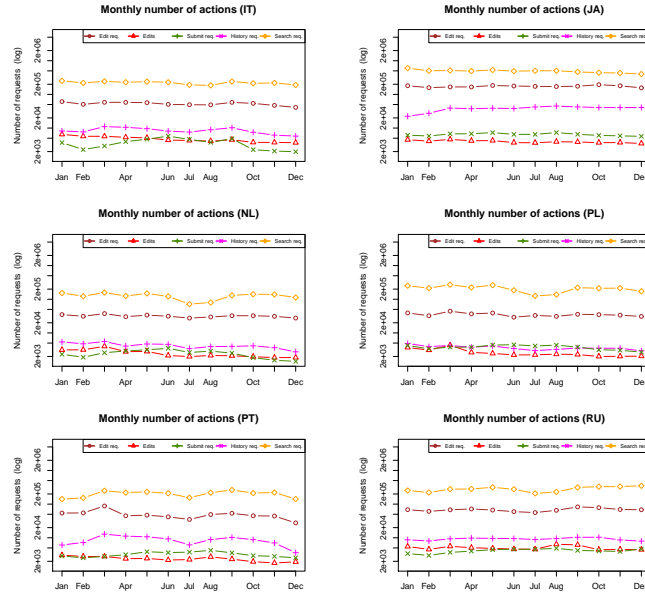 Monthly number of actions (IT)
Edit req. Edits Submit req. History req. Search req.
Number of requests (log)
2e+03 2e+04 2e+05 2e+06
Jan Feb Apr Jun Jul Aug Oct Dec
Monthly number of actions (JA)
Edit req. Edits Submit req. History req. Search req.
Number of requests (log)
2e+03 2e+04 2e+05 2e+06
Jan Feb Apr Jun Jul Aug Oct De
Monthly number of actions (NL)
Edit req. Edits Submit req. History req. Search req.
Number of requests (log)
2e+03 2e+04 2e+05 2e+06
Jan Feb Apr Jun Jul Aug Oct Dec
Monthly number of actions (PL)
Edit req. Edits Submit req. History req. Search req.
Number of requests (log)
2e+03 2e+04 2e+05 2e+06
Jan Feb Apr Jun Jul Aug Oct De
Monthly number of actions (PT)
Edit req. Edits Submit req. History req. Search req.
Number of requests (log)
2e+03 2e+04 2e+05 2e+06
Jan Feb Apr Jun Jul Aug Oct Dec
Monthly number of actions (RU)
Edit req. Edits Submit req. History req. Search req.
Number of requests (log)
2e+03 2e+04 2e+05 2e+06
Jan Feb Apr Jun Jul Aug Oct De